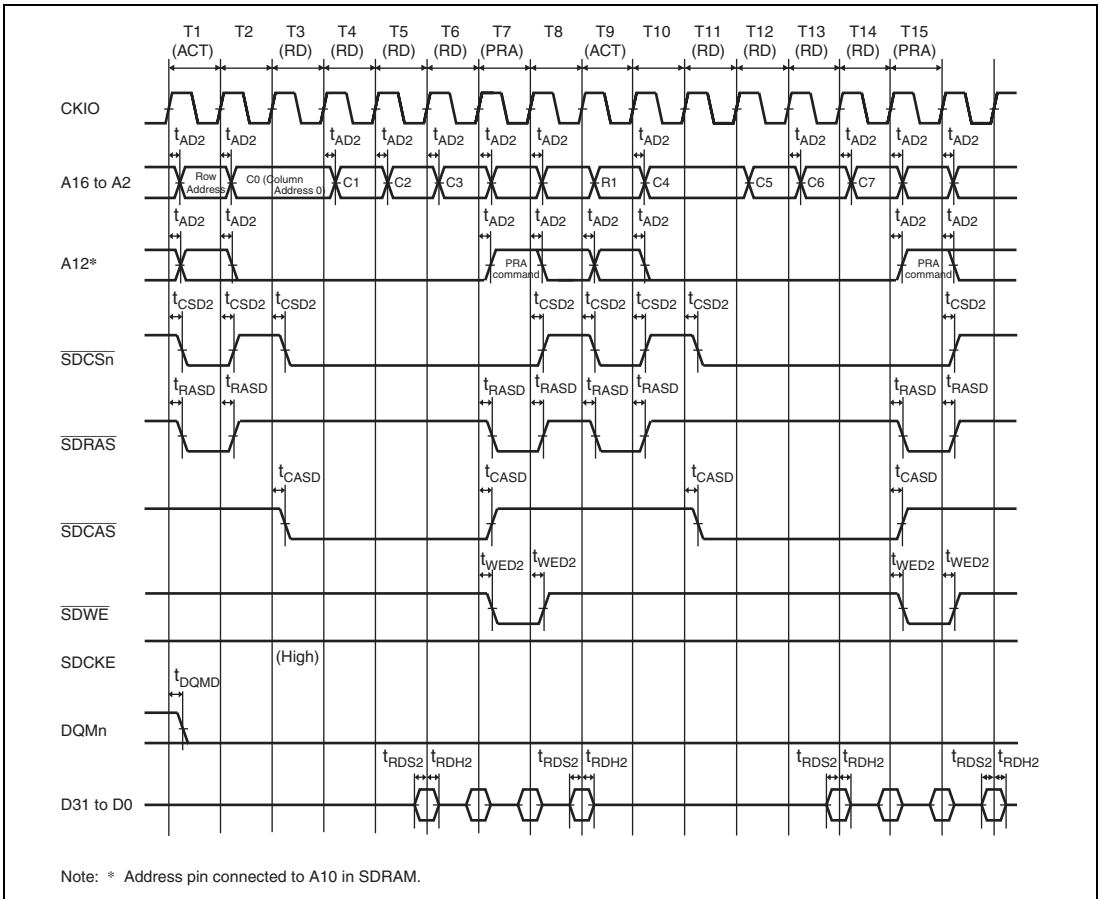 T1 T2 T3 T4 T5 T6 T7 T8 T9 T10 T11 T12 T13 T14 T15
(ACT) (RD) (RD) (RD) (RD) (PRA) (ACT) (RD) (RD) (RD) (RD) (PRA)
CKIO
tAD2 tAD2 tAD2 tAD2 tAD2 tAD2 tAD2 tAD2 tAD2 tAD2 tAD2 tAD2
A16 to A2
Row Address C0 (Column Address 0) C1 C2 C3 R1 C4 C5 C6 C7
tAD2 tAD2 tAD2 tAD2 tAD2 tAD2 tAD2 tAD2
A12*
PRA command PRA command
tCSD2 tCSD2 tCSD2 tCSD2 tCSD2 tCSD2 tCSD2 tCSD2
SDCSn
tRASD tRASD tRASD tRASD tRASD tRASD tRASD tRASD
SDRAS
tCASD tCASD tCASD tCASD
SDCAS
tWED2 tWED2 tWED2 tWED2
SDWE
SDCKE (High)
tDQMD
DQMn
tRDS2 tRDH2 tRDS2 tRDH2 tRDS2 tRDH2 tRDS2 tRDH2
D31 to D0
Note: * Address pin connected to A10 in SDRAM.